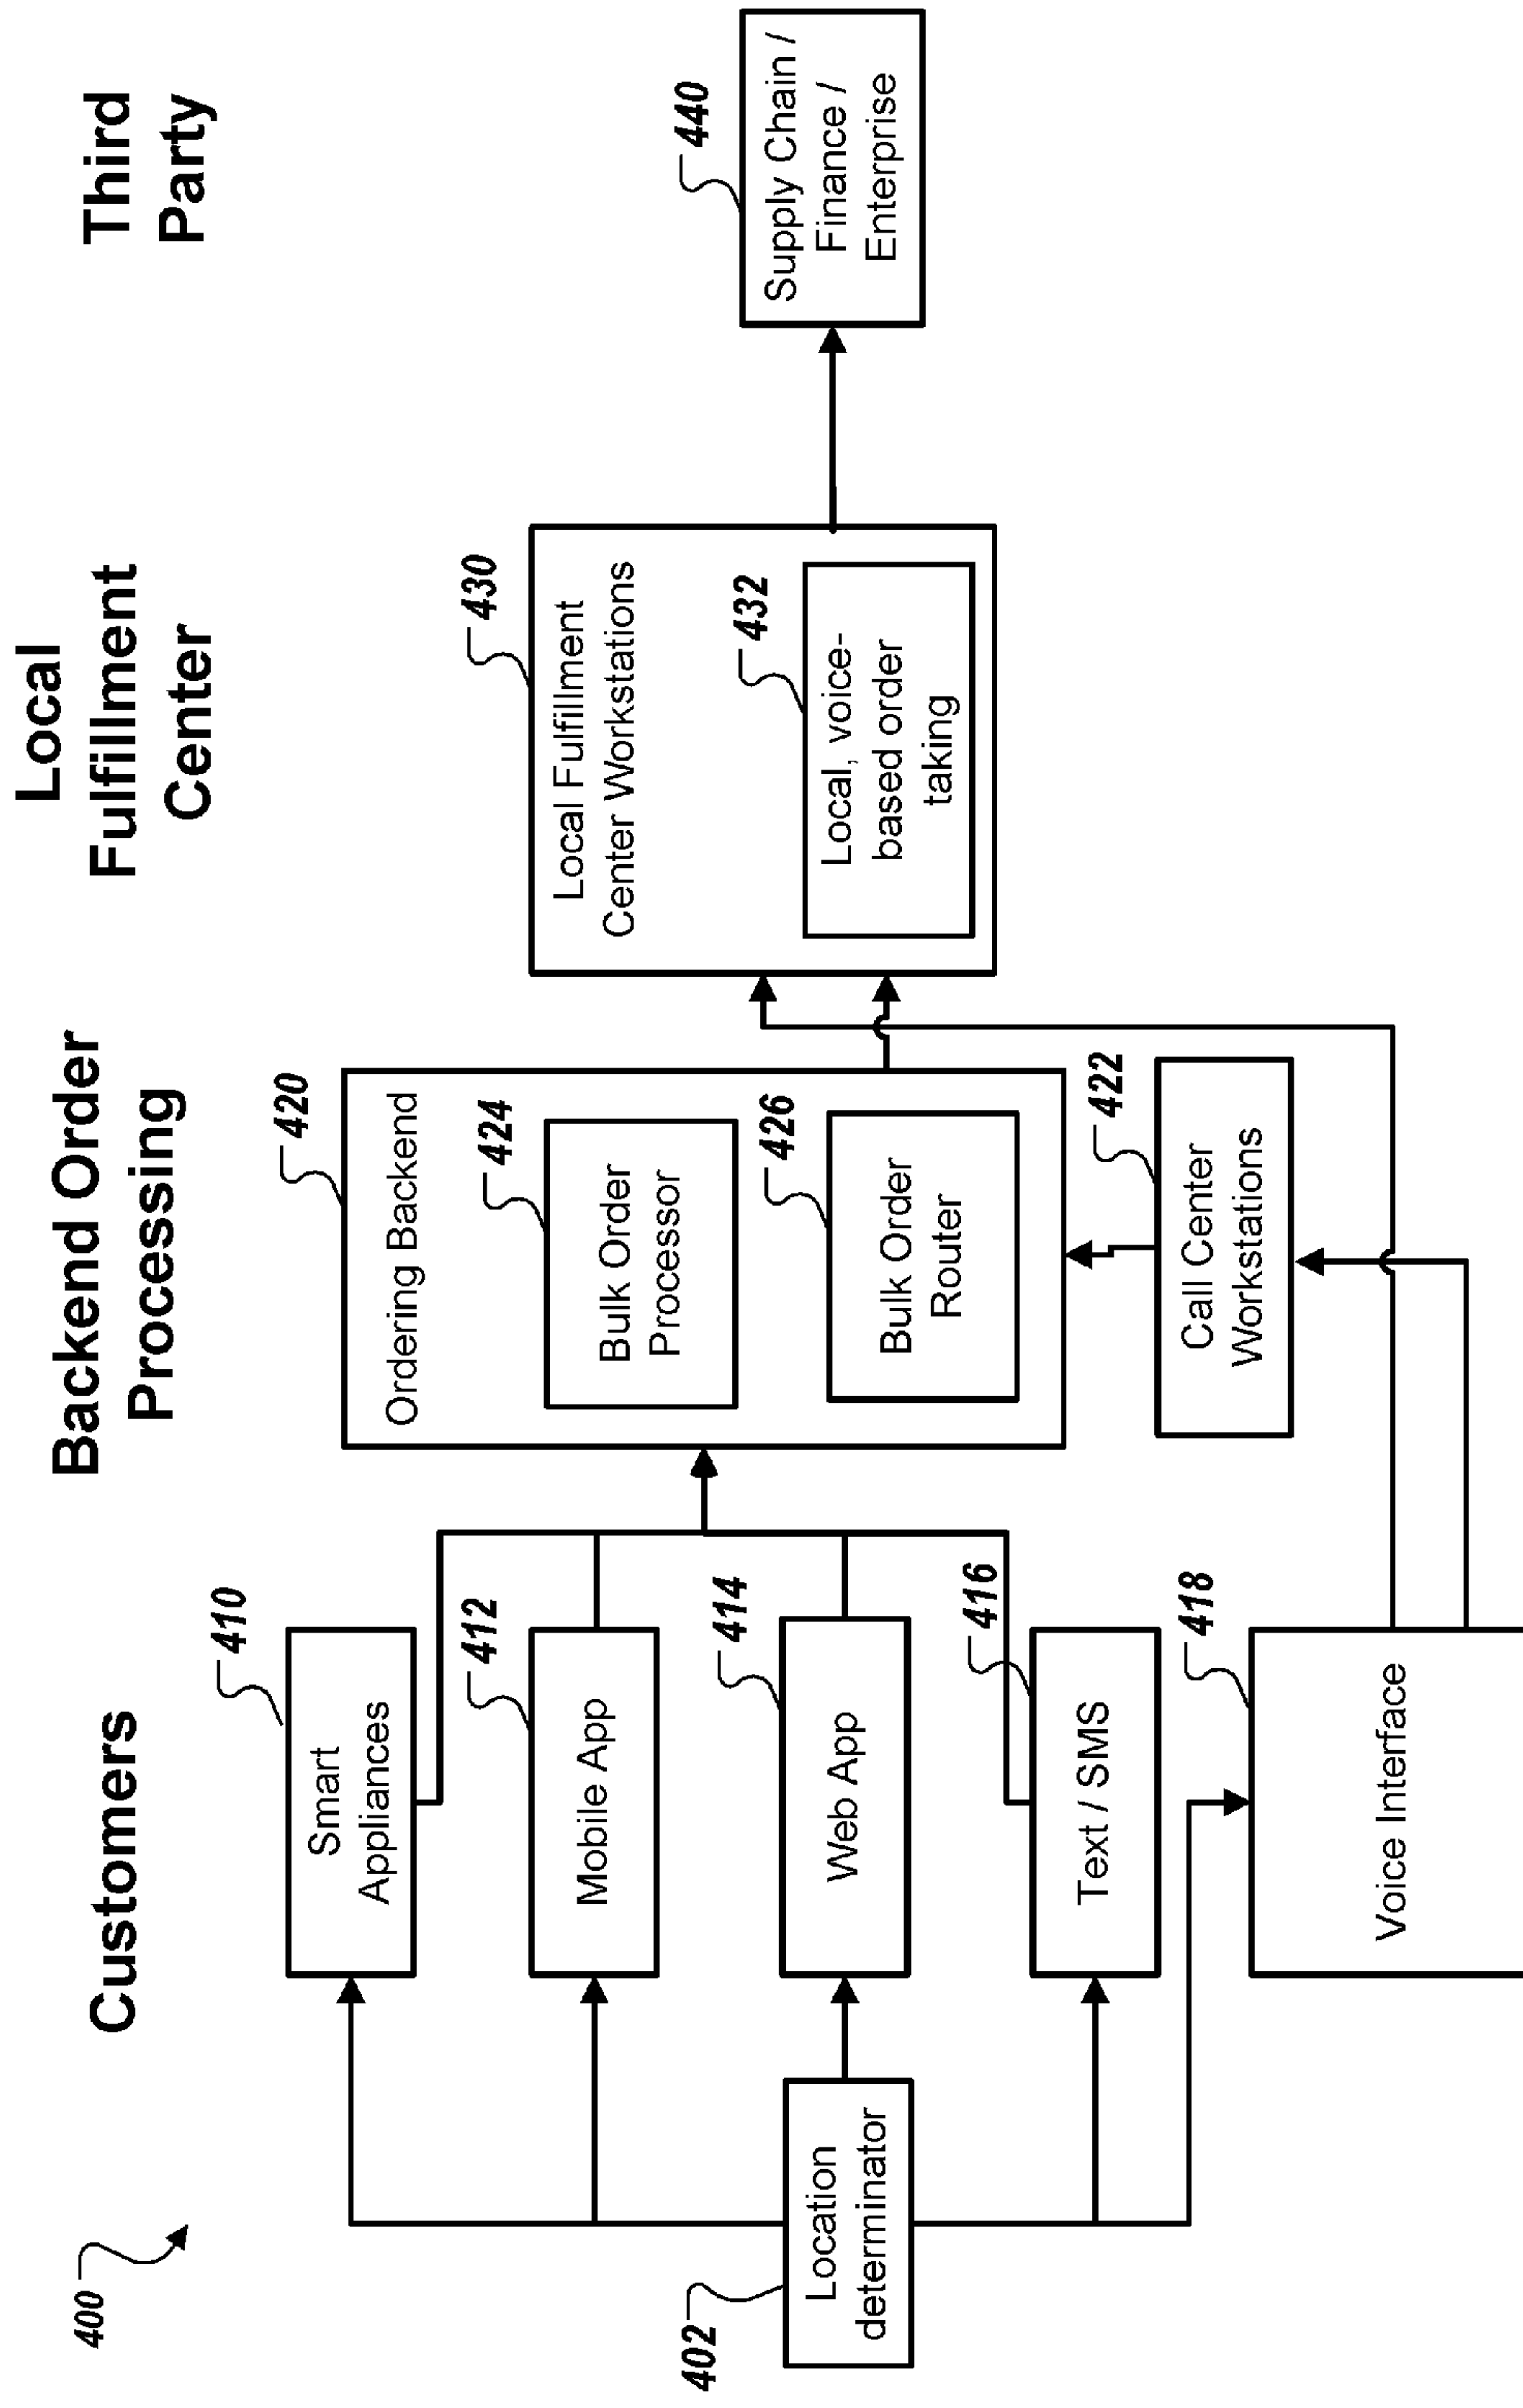 400
Customers
Backend Order
Processing
Local
Fulfillment
Center
Third
Party
402
Location
determinator
410
Smart
Appliances
412
Mobile App
414
Web App
416
Text / SMS
418
Voice Interface
420
Ordering Backend
424
Bulk Order
Processor
426
Bulk Order
Router
422
Call Center
Workstations
430
Local Fulfillment
Center Workstations
432
Local, voice-
based order
taking
440
Supply Chain /
Finance /
Enterprise